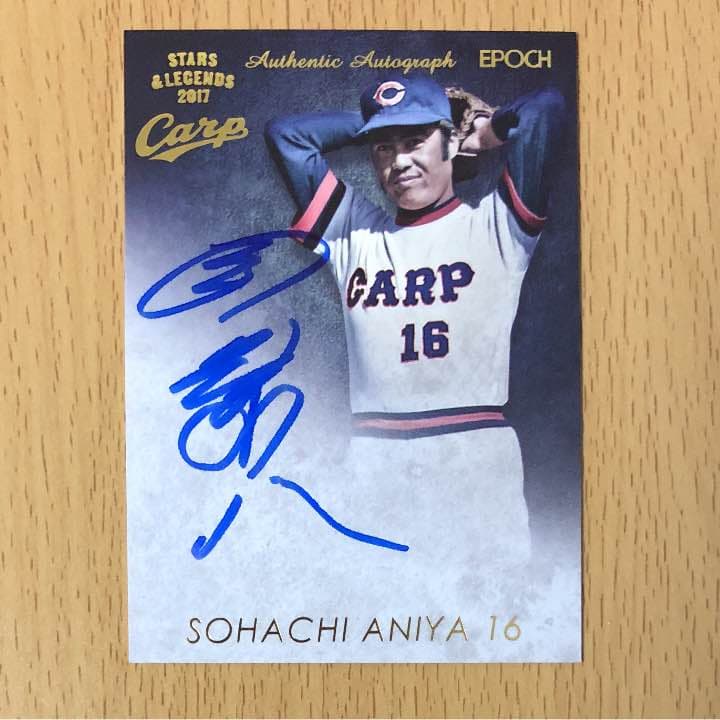 STARS
& LEGENDS
2017
Authentic Autograph
EPOCH
Carp
C
CARP
16
SOHACHI ANIYA 16